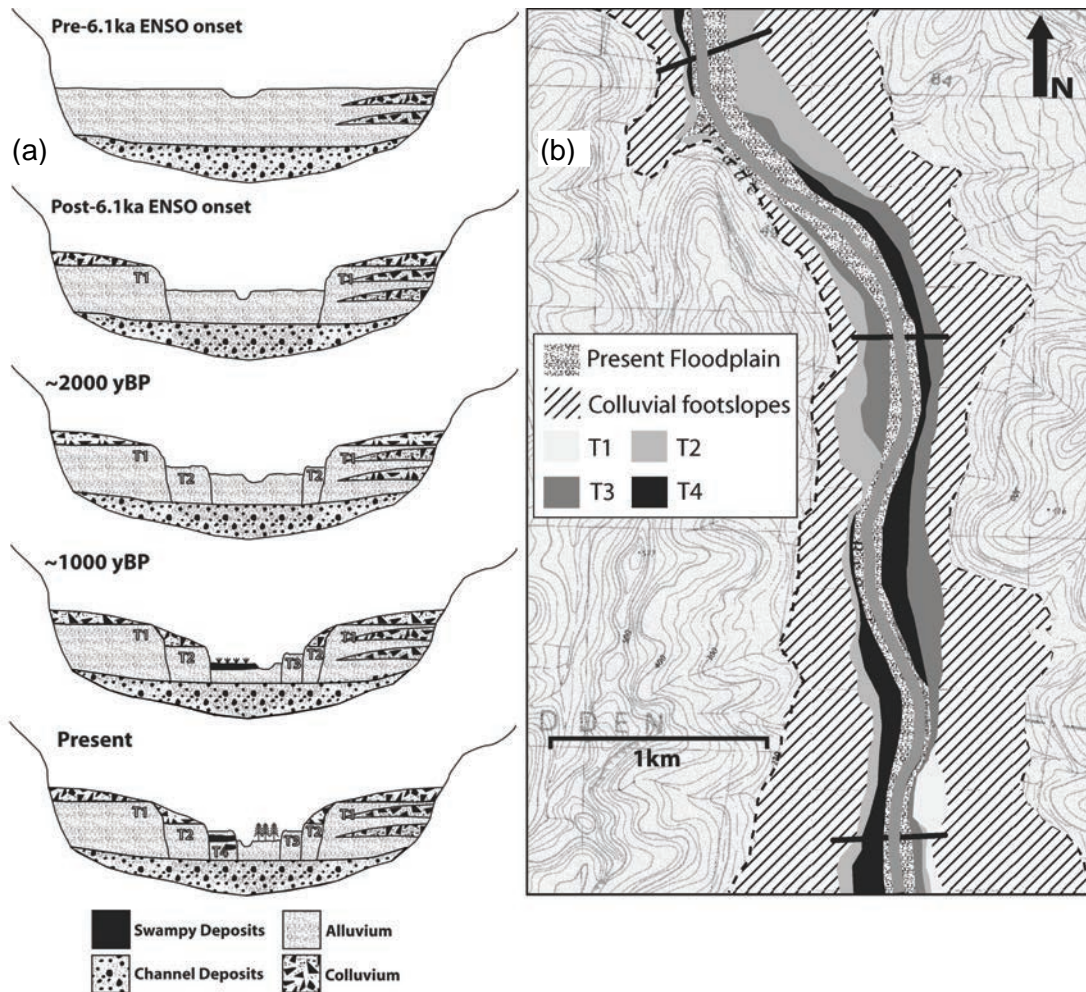 (a)
Pre-6.1ka ENSO onset
Post-6.1ka ENSO onset
T1
T1
~2000 yBP
T1
T2
T2
T1
~1000 yBP
T1
T2
T3
T2
T1
Present
T1
T2
T4
T3
T2
T1
Swampy Deposits
Alluvium
Channel Deposits
Colluvium
(b)
N
84
Present Floodplain
Colluvial footslopes
T1
T2
T3
T4
D D E N
1km